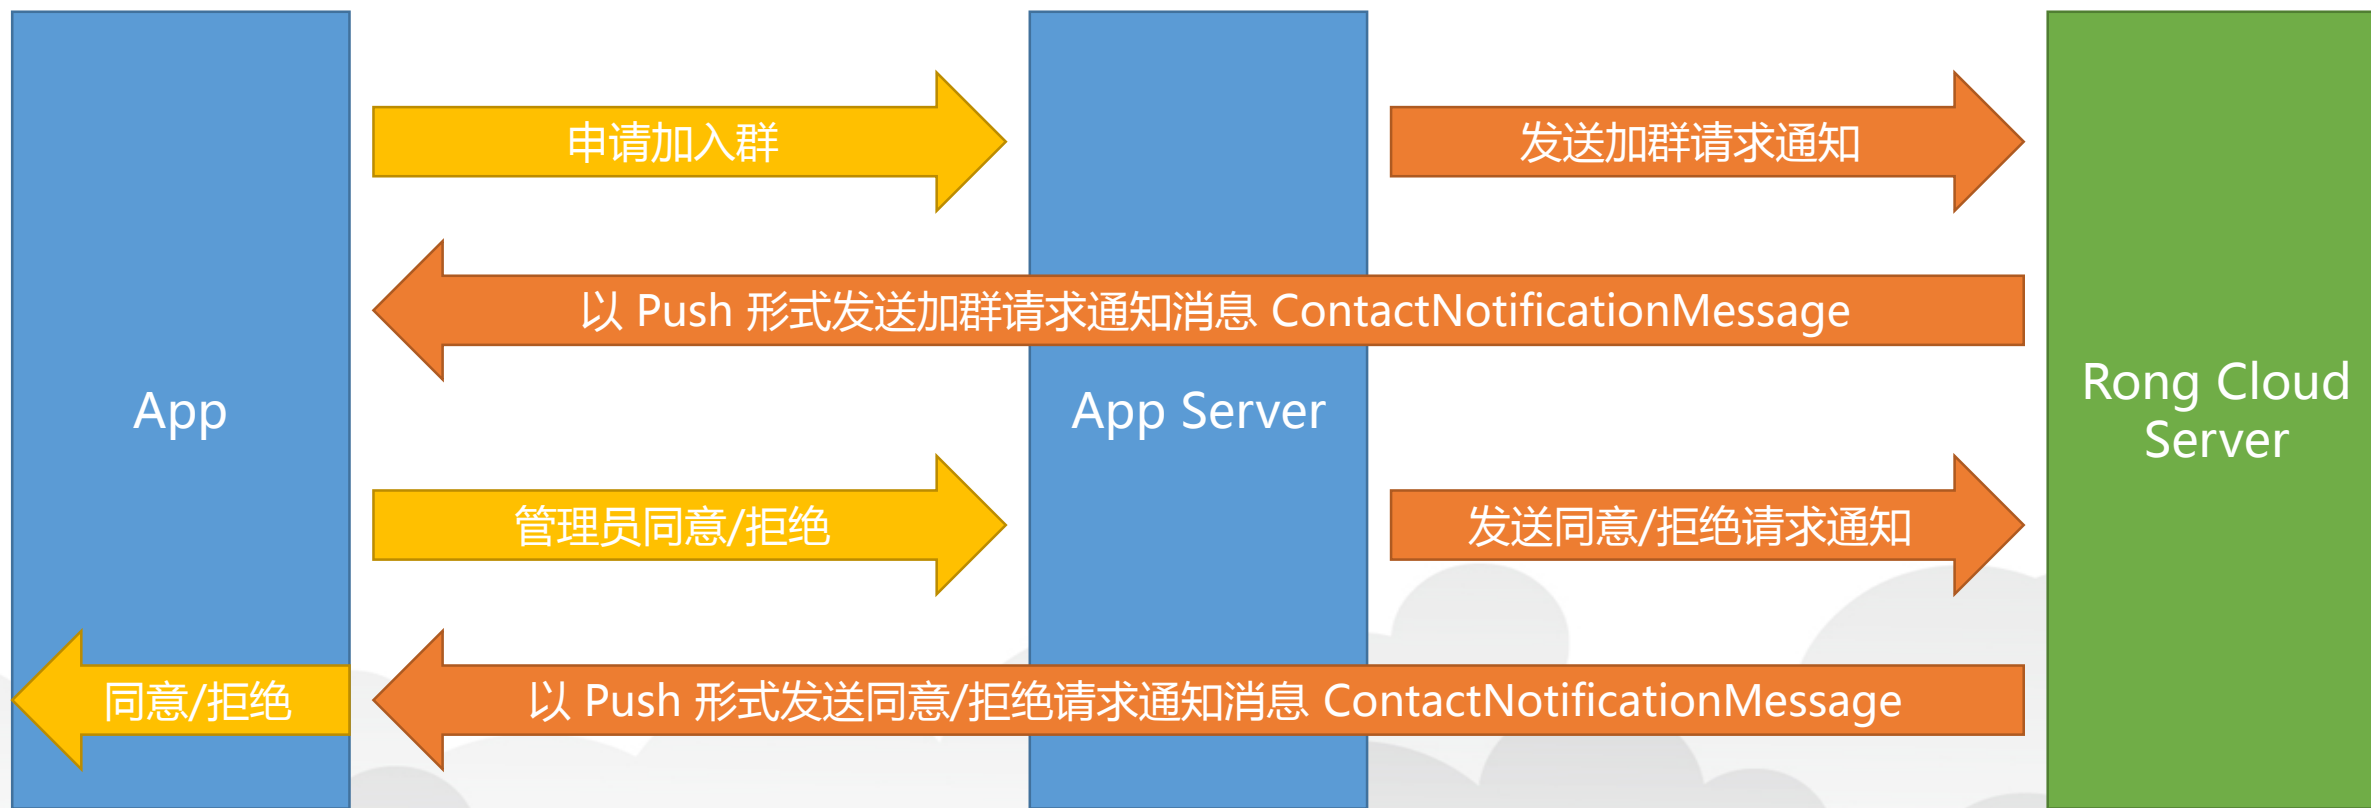 申请加入群
发送加群请求通知
以 Push 形式发送加群请求通知消息 ContactNotificationMessage
App
App Server
Rong Cloud
Server
管理员同意/拒绝
发送同意/拒绝请求通知
同意/拒绝
以 Push 形式发送同意/拒绝请求通知消息 ContactNotificationMessage